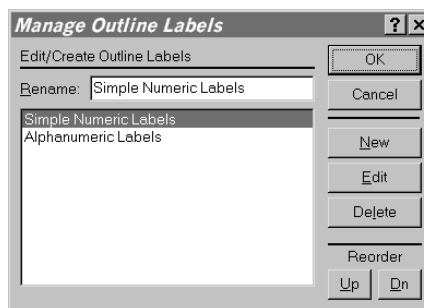 Manage Outline Labels
? ×
Edit/Create Outline Labels
Rename: Simple Numeric Labels
Simple Numeric Labels
Alphanumeric Labels
OK
Cancel
New
Edit
Delete
Reorder
Up Dn